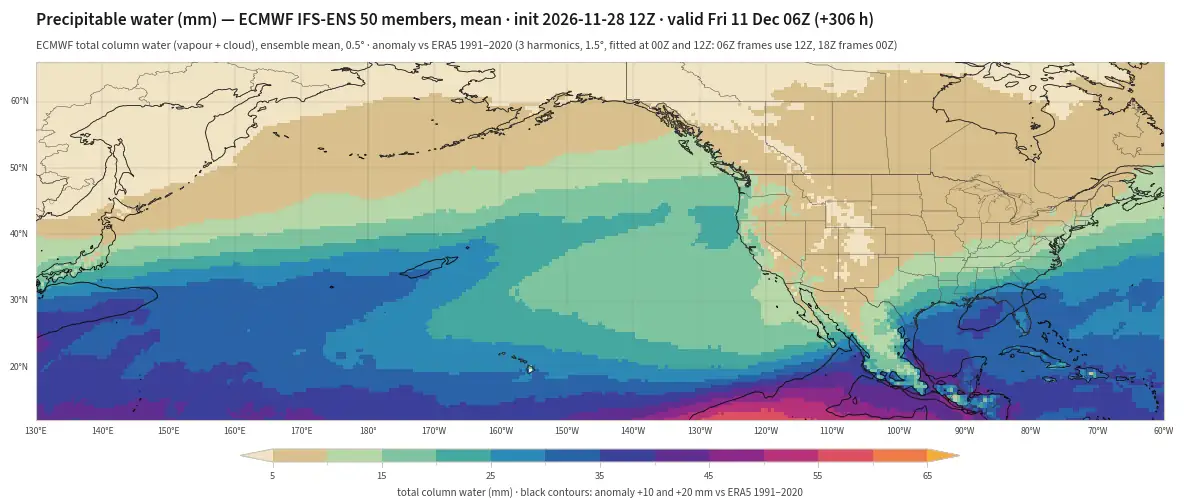 Precipitable water (mm) — ECMWF IFS-ENS 50 members, mean · init 2026-11-28 12Z · valid Fri 11 Dec 06Z (+306 h)
ECMWF total column water (vapour + cloud), ensemble mean, 0.5° · anomaly vs ERA5 1991–2020 (3 harmonics, 1.5°, fitted at 00Z and 12Z: 06Z frames use 12Z, 18Z frames 00Z)
60°N
50°N
40°N
30°N
20°N
130°E 140°E 150°E 160°E 170°E 180° 170°W 160°W 150°W 140°W 130°W 120°W 110°W 100°W 90°W 80°W 70°W 60°W
5 15 25 35 45 55 65
total column water (mm) · black contours: anomaly +10 and +20 mm vs ERA5 1991–2020